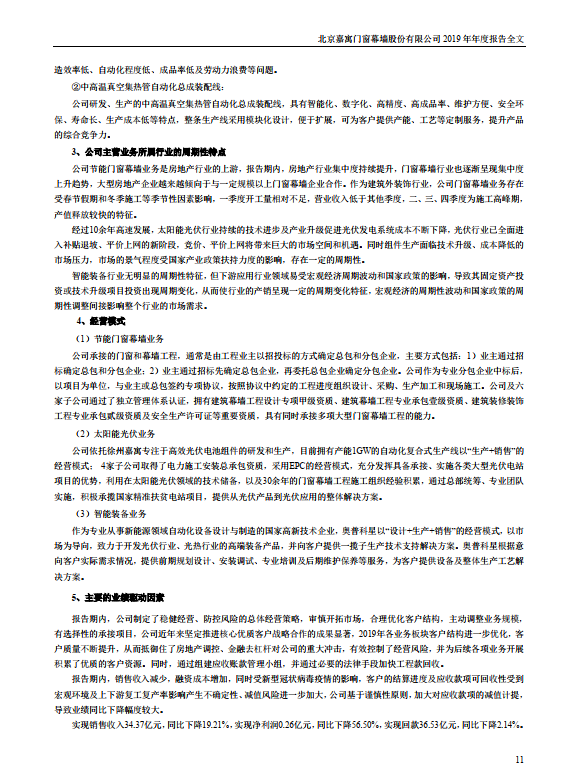 北京嘉寓门窗幕墙股份有限公司 2019 年年度报告全文
造效率低、自动化程度低、成品率低及劳动力浪费等问题。
②中高温真空集热管自动化总成装配线：
公司研发、生产的中高温真空集热管自动化总成装配线，具有智能化、数字化、高精度、高成品率、维护方便、安全环
保、寿命长、生产成本低等特点，整条生产线采用模块化设计，便于扩展，可为客户提供产能、工艺等定制服务，提升产品
的综合竞争力。
3、公司主营业务所属行业的周期性特点
公司节能门窗幕墙业务是房地产行业的上游，报告期内，房地产行业集中度持续提升，门窗幕墙行业也逐渐呈现集中度
上升趋势，大型房地产企业越来越倾向于与一定规模以上门窗幕墙企业合作。作为建筑外装饰行业，公司门窗幕墙业务存在
受春节假期和冬季施工等季节性因素影响，一季度开工量相对不足，营业收入低于其他季度，二、三、四季度为施工高峰期，
产值释放较快的特征。
经过10余年高速发展，太阳能光伏行业持续的技术进步及产业升级促进光伏发电系统成本不断下降，光伏行业已全面进
入补贴退坡、平价上网的新阶段，竞价、平价上网将带来巨大的市场空间和机遇。同时组件生产面临技术升级、成本降低的
市场压力，市场的景气程度受国家产业政策扶持力度的影响，存在一定的周期性。
智能装备行业无明显的周期性特征，但下游应用行业领域易受宏观经济周期波动和国家政策的影响，导致其固定资产投
资或技术升级项目投资出现周期变化，从而使行业的产销呈现一定的周期变化特征，宏观经济的周期性波动和国家政策的周
期性调整间接影响整个行业的市场需求。
4、经营模式
（1）节能门窗幕墙业务
公司承接的门窗和幕墙工程，通常是由工程业主以招投标的方式确定总包和分包企业，主要方式包括：1）业主通过招
标确定总包和分包企业；2）业主通过招标先确定总包企业，再委托总包企业确定分包企业。公司作为专业分包企业中标后，
以项目为单位，与业主或总包签约专项协议，按照协议中约定的工程进度组织设计、采购、生产加工和现场施工。公司及六
家子公司通过了独立管理体系认证，拥有建筑幕墙工程设计专项甲级资质、建筑幕墙工程专业承包壹级资质、建筑装修装饰
工程专业承包贰级资质及安全生产许可证等重要资质，具有同时承接多项大型门窗幕墙工程的能力。
（2）太阳能光伏业务
公司依托徐州嘉寓专注于高效光伏电池组件的研发和生产，目前拥有产能1GW的自动化复合式生产线以“生产+销售”的
经营模式； 4家子公司取得了电力施工安装总承包资质，采用EPC的经营模式，充分发挥具备承接、实施各类大型光伏电站
项目的优势，利用在太阳能光伏领域的技术储备，以及30余年的门窗幕墙工程施工组织经验积累，通过总部统筹、专业团队
实施，积极承揽国家精准扶贫电站项目，提供从光伏产品到光伏应用的整体解决方案。
（3）智能装备业务
作为专业从事新能源领域自动化设备设计与制造的国家高新技术企业，奥普科星以“设计+生产+销售”的经营模式，以市
场为导向，致力于开发光伏行业、光热行业的高端装备产品，并向客户提供一揽子生产技术支持解决方案。奥普科星根据意
向客户实际需求情况，提供前期规划设计、安装调试、专业培训及后期维护保养等服务，为客户提供设备及整体生产工艺解
决方案。
5、主要的业绩驱动因素
报告期内，公司制定了稳健经营、防控风险的总体经营策略，审慎开拓市场，合理优化客户结构，主动调整业务规模，
有选择性的承接项目，公司近年来坚定推进核心优质客户战略合作的成果显著，2019年各业务板块客户结构进一步优化，客
户质量不断提升，从而抵御住了房地产调控、金融去杠杆对公司的重大冲击，有效控制了经营风险，并为后续各项业务开展
积累了优质的客户资源。同时，通过组建应收账款管理小组，并通过必要的法律手段加快工程款回收。
报告期内，销售收入减少，融资成本增加，同时受新型冠状病毒疫情的影响，客户的结算进度及应收款项可回收性受到
宏观环境及上下游复工复产率影响产生不确定性、减值风险进一步加大，公司基于谨慎性原则，加大对应收款项的减值计提，
导致业绩同比下降幅度较大。
实现销售收入34.37亿元，同比下降19.21%，实现净利润0.26亿元，同比下降56.50%，实现回款36.53亿元，同比下降2.14%。
11